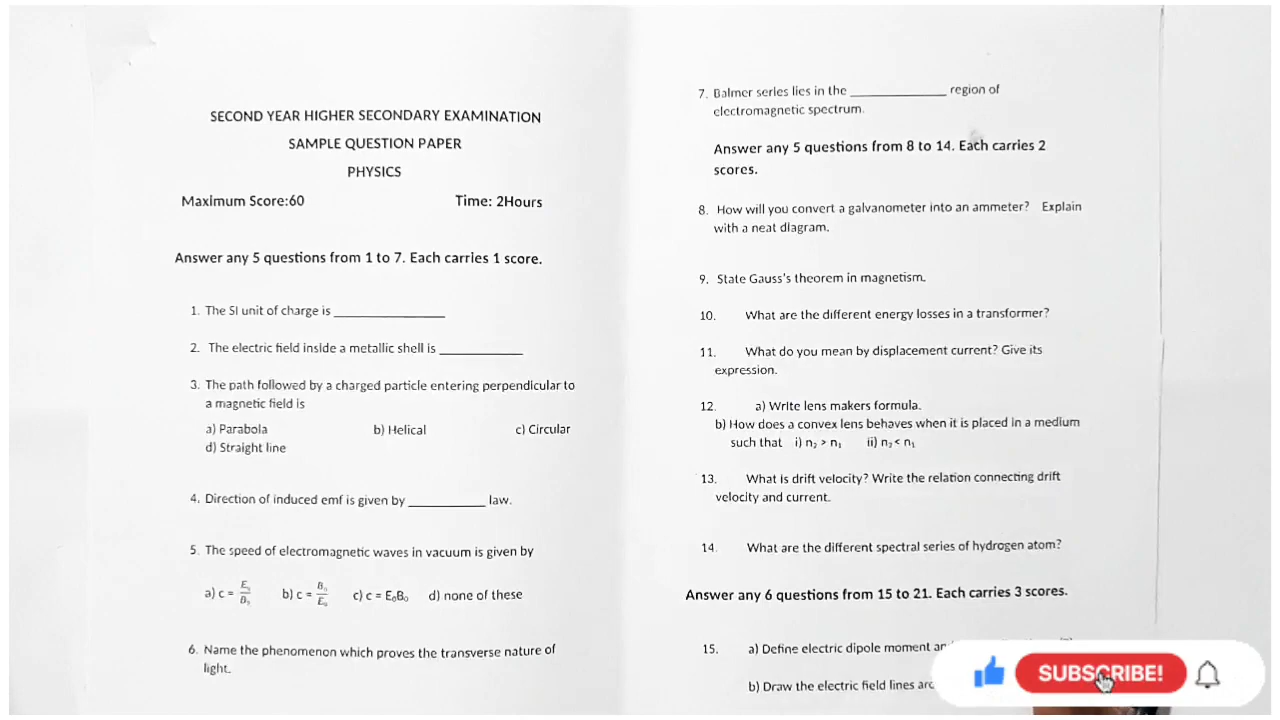 SECOND YEAR HIGHER SECONDARY EXAMINATION
SAMPLE QUESTION PAPER
PHYSICS
Maximum Score:60 Time: 2Hours
Answer any 5 questions from 1 to 7. Each carries 1 score.
1. The SI unit of charge is ______________
2. The electric field inside a metallic shell is ___________
3. The path followed by a charged particle entering perpendicular to
a magnetic field is
a) Parabola b) Helical c) Circular
d) Straight line
4. Direction of induced emf is given by __________ law.
5. The speed of electromagnetic waves in vacuum is given by
a) c = E₀/B₀ b) c = B₀/E₀ c) c = E₀B₀ d) none of these
6. Name the phenomenon which proves the transverse nature of
light.
7. Balmer series lies in the ____________ region of
electromagnetic spectrum.
Answer any 5 questions from 8 to 14. Each carries 2
scores.
8. How will you convert a galvanometer into an ammeter? Explain
with a neat diagram.
9. State Gauss's theorem in magnetism.
10. What are the different energy losses in a transformer?
11. What do you mean by displacement current? Give its
expression.
12. a) Write lens makers formula.
b) How does a convex lens behaves when it is placed in a medium
such that i) n₂ > n₁ ii) n₂ < n₁
13. What is drift velocity? Write the relation connecting drift
velocity and current.
14. What are the different spectral series of hydrogen atom?
Answer any 6 questions from 15 to 21. Each carries 3 scores.
15. a) Define electric dipole moment
b) Draw the electric field lines
SUBSCRIBE!